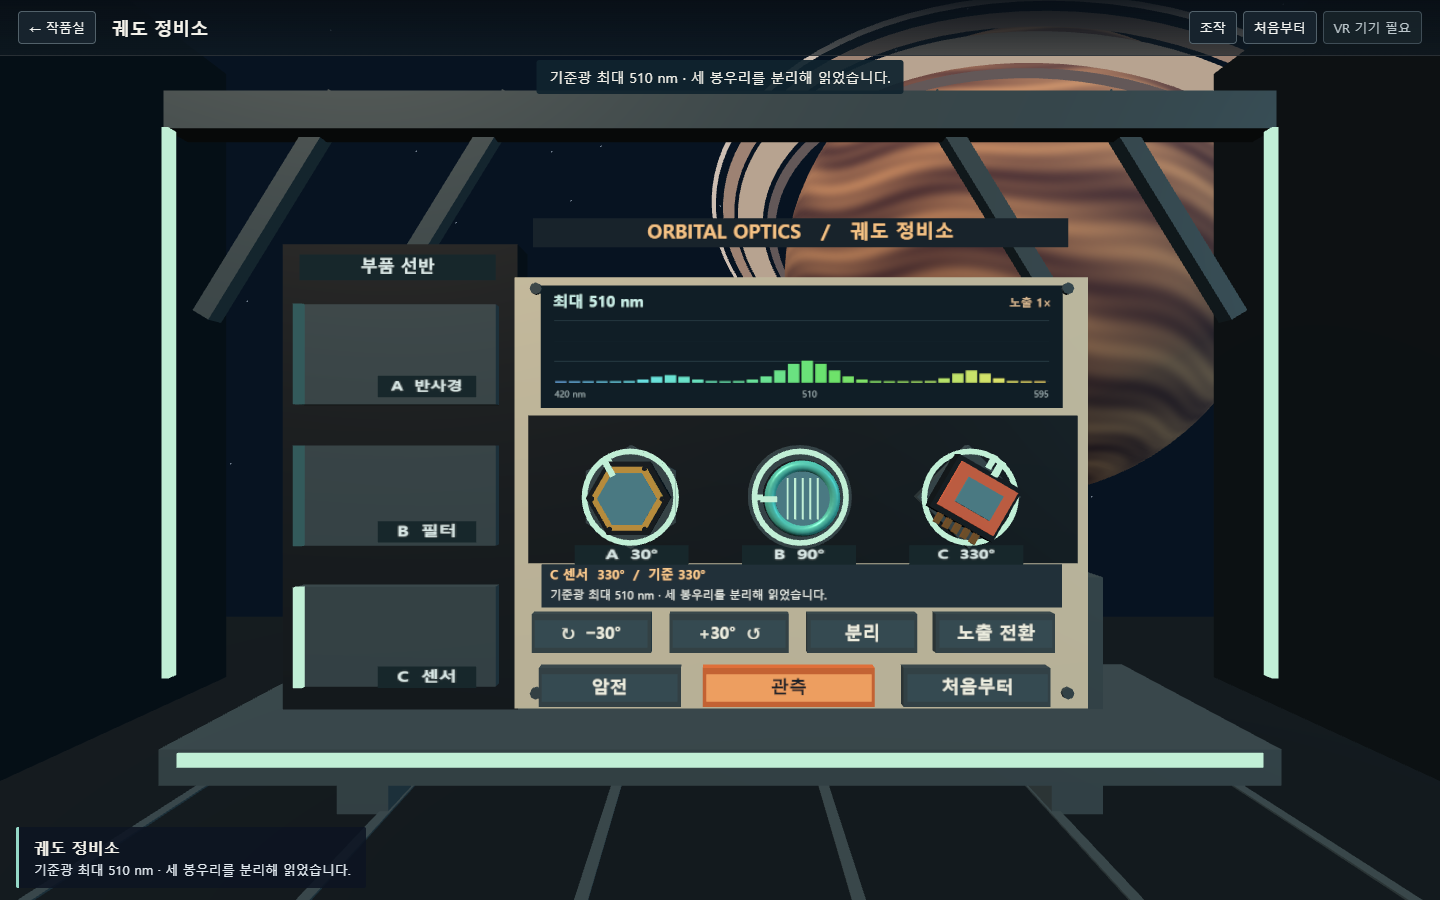 ← 작품실
궤도 정비소
조작
처음부터
VR 기기 필요
기준광 최대 510 nm · 세 봉우리를 분리해 읽었습니다.
ORBITAL OPTICS / 궤도 정비소
부품 선반
A 반사경
B 필터
C 센서
최대 510 nm
노출 1×
420 nm
510
595
A 30°
B 90°
C 330°
C 센서 330° / 기준 330°
기준광 최대 510 nm · 세 봉우리를 분리해 읽었습니다.
↻ −30°
+30° ↺
분리
노출 전환
암전
관측
처음부터
궤도 정비소
기준광 최대 510 nm · 세 봉우리를 분리해 읽었습니다.